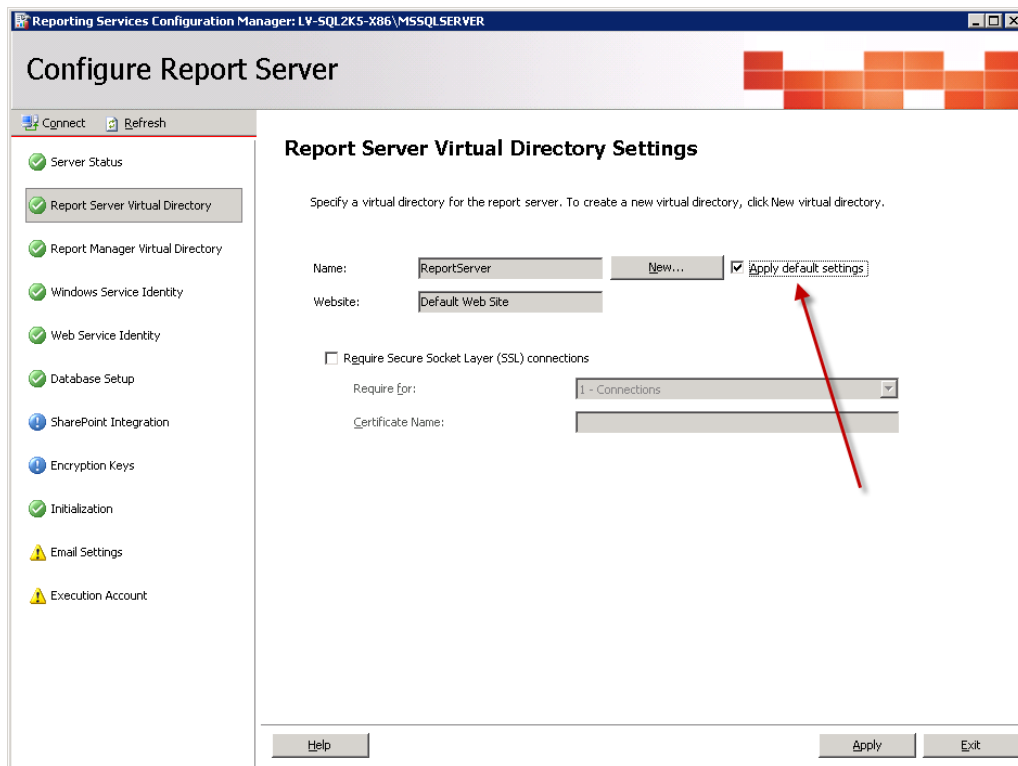 Reporting Services Configuration Manager: LV-SQL2K5-X86\MSSQLSERVER
Configure Report Server
Connect Refresh
Server Status
Report Server Virtual Directory
Report Manager Virtual Directory
Windows Service Identity
Web Service Identity
Database Setup
SharePoint Integration
Encryption Keys
Initialization
Email Settings
Execution Account
Report Server Virtual Directory Settings
Specify a virtual directory for the report server. To create a new virtual directory, click New virtual directory.
Name: ReportServer New... Apply default settings
Website: Default Web Site
Require Secure Socket Layer (SSL) connections
Require for: 1 - Connections
Certificate Name:
Help Apply Exit